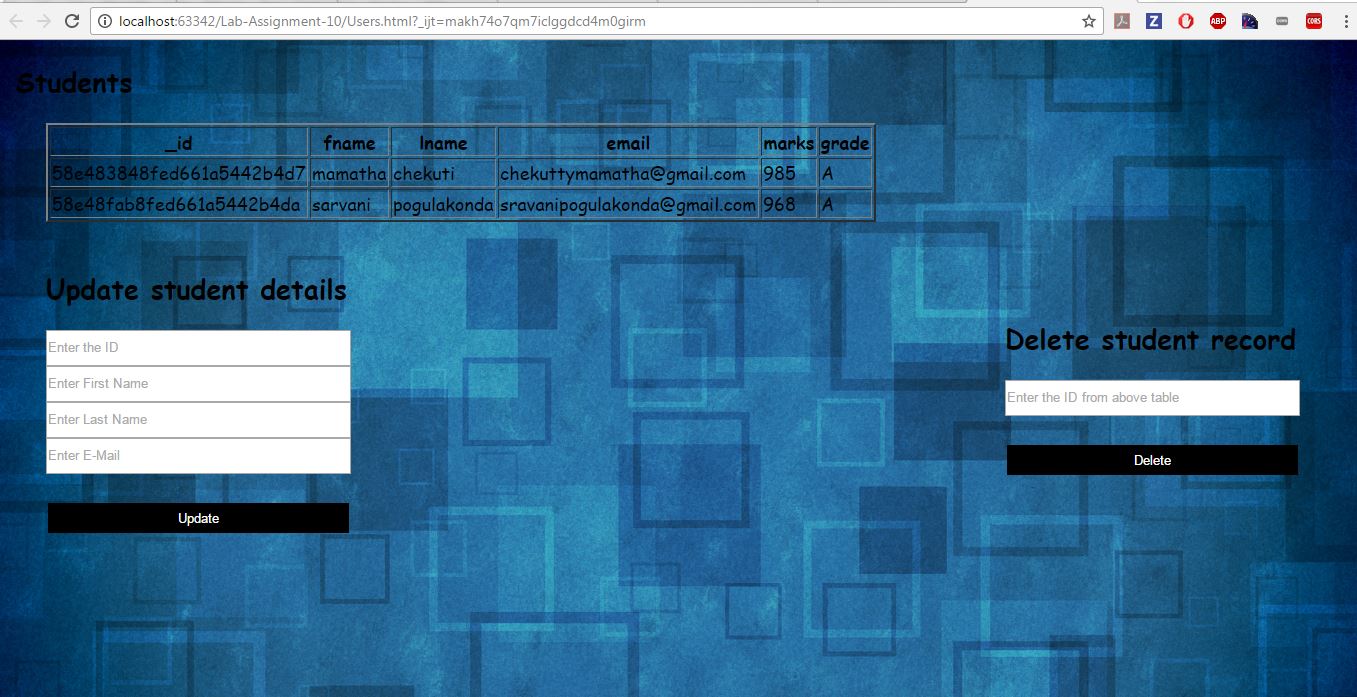 localhost:63342/Lab-Assignment-10/Users.html?_ijt=makh74o7qm7iclggdcd4m0girm
Z
ABP
CORS
Students
_id fname lname email marks grade
58e483848fed661a5442b4d7 mamatha chekuti chekuttymamatha@gmail.com 985 A
58e48fab8fed661a5442b4da sarvani pogulakonda sravanipogulakonda@gmail.com 968 A
Update student details
Enter the ID
Enter First Name
Enter Last Name
Enter E-Mail
Update
Delete student record
Enter the ID from above table
Delete